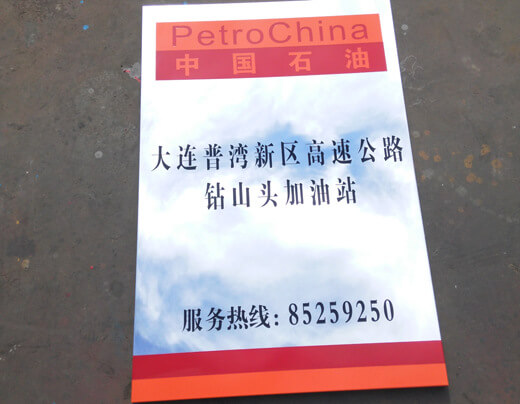 PetroChina
中国石油
大连普湾新区高速公路
钻山头加油站
服务热线：85259250